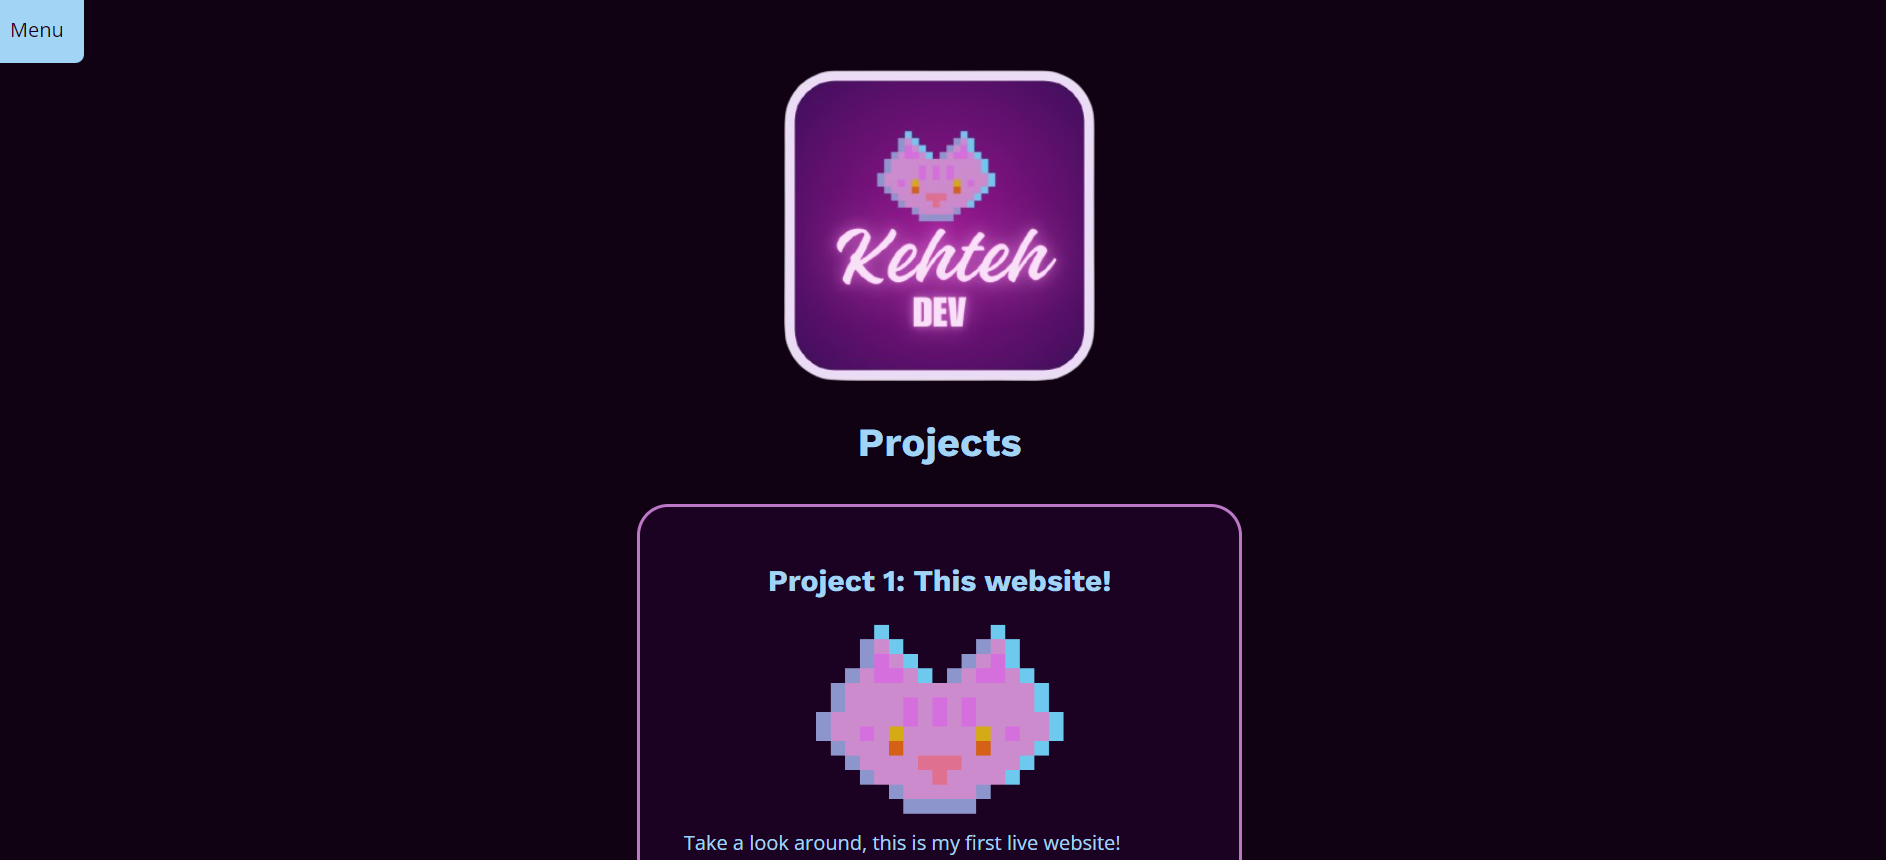 Menu
Kehteh
DEV
Projects
Project 1: This website!
Take a look around, this is my first live website!